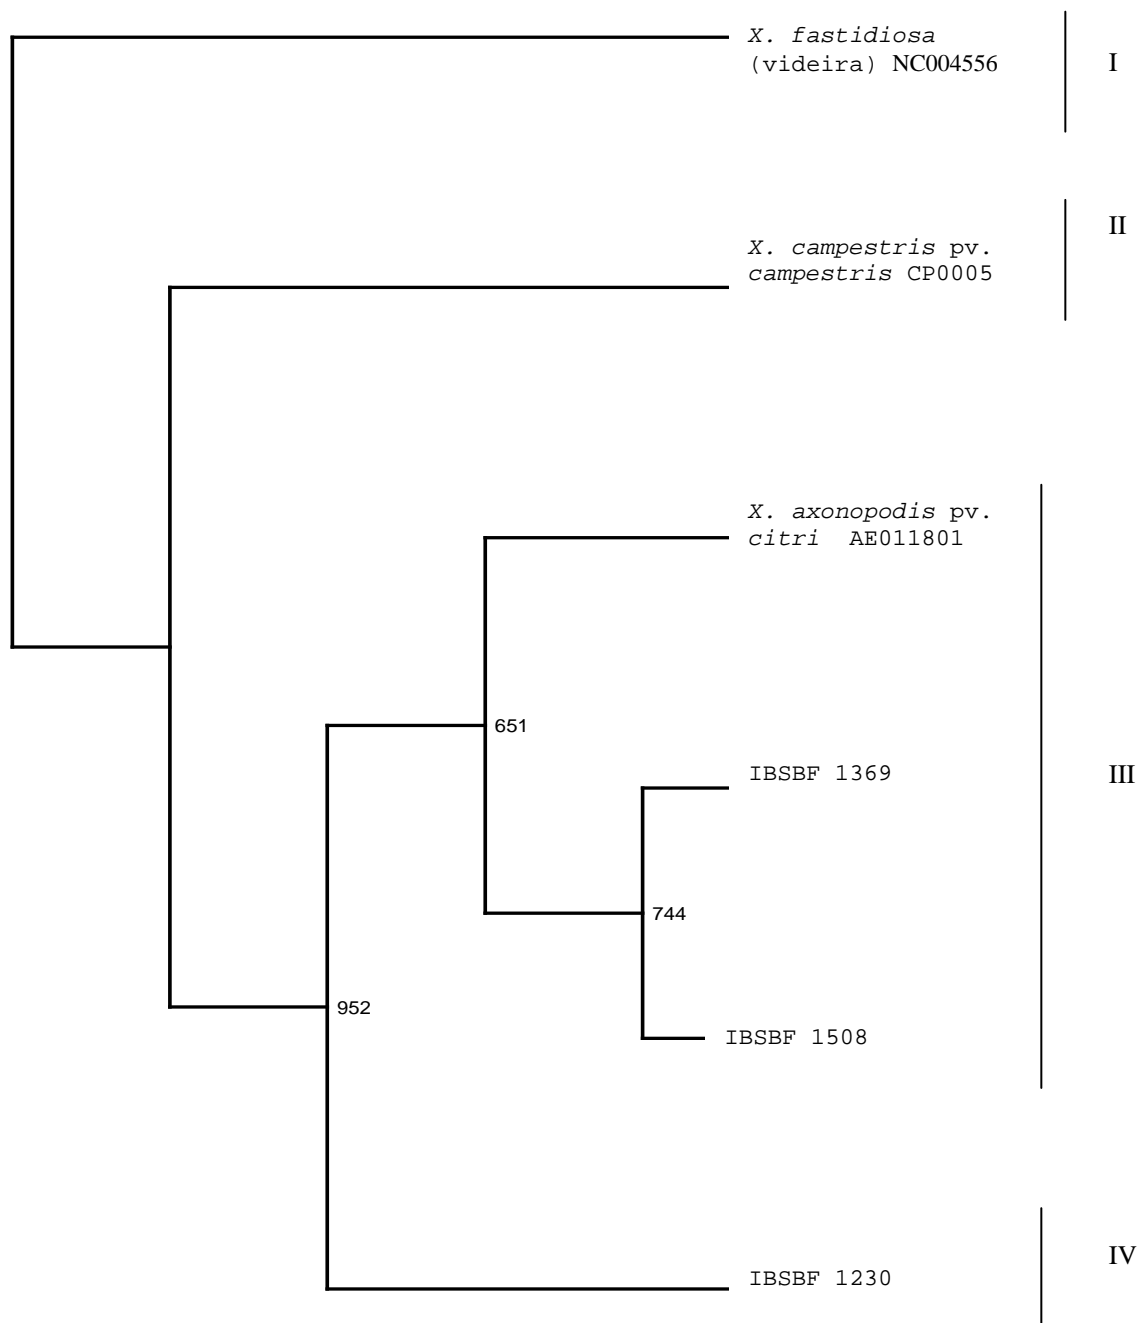 X. fastidiosa
(videira) NC004556
I
II
X. campestris pv.
campestris CP0005
X. axonopodis pv.
citri AE011801
651
IBSBF 1369
III
744
952
IBSBF 1508
IV
IBSBF 1230